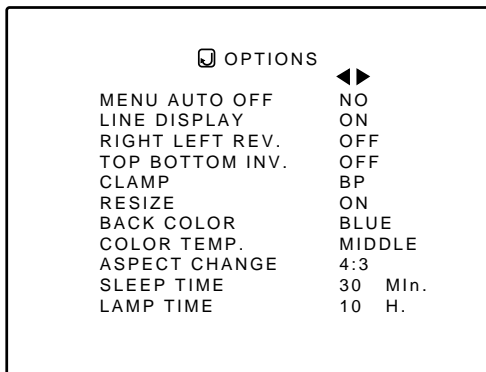 OPTIONS
MENU AUTO OFF NO
LINE DISPLAY ON
RIGHT LEFT REV. OFF
TOP BOTTOM INV. OFF
CLAMP BP
RESIZE ON
BACK COLOR BLUE
COLOR TEMP. MIDDLE
ASPECT CHANGE 4:3
SLEEP TIME 30 MIn.
LAMP TIME 10 H.